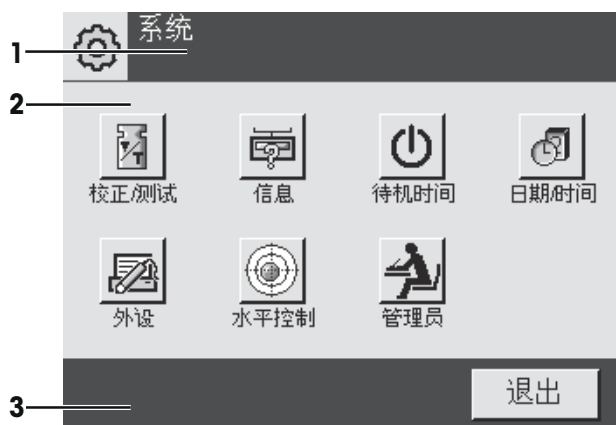 系统
1
2
校正/测试
信息
待机时间
日期/时间
外设
水平控制
管理员
3
退出